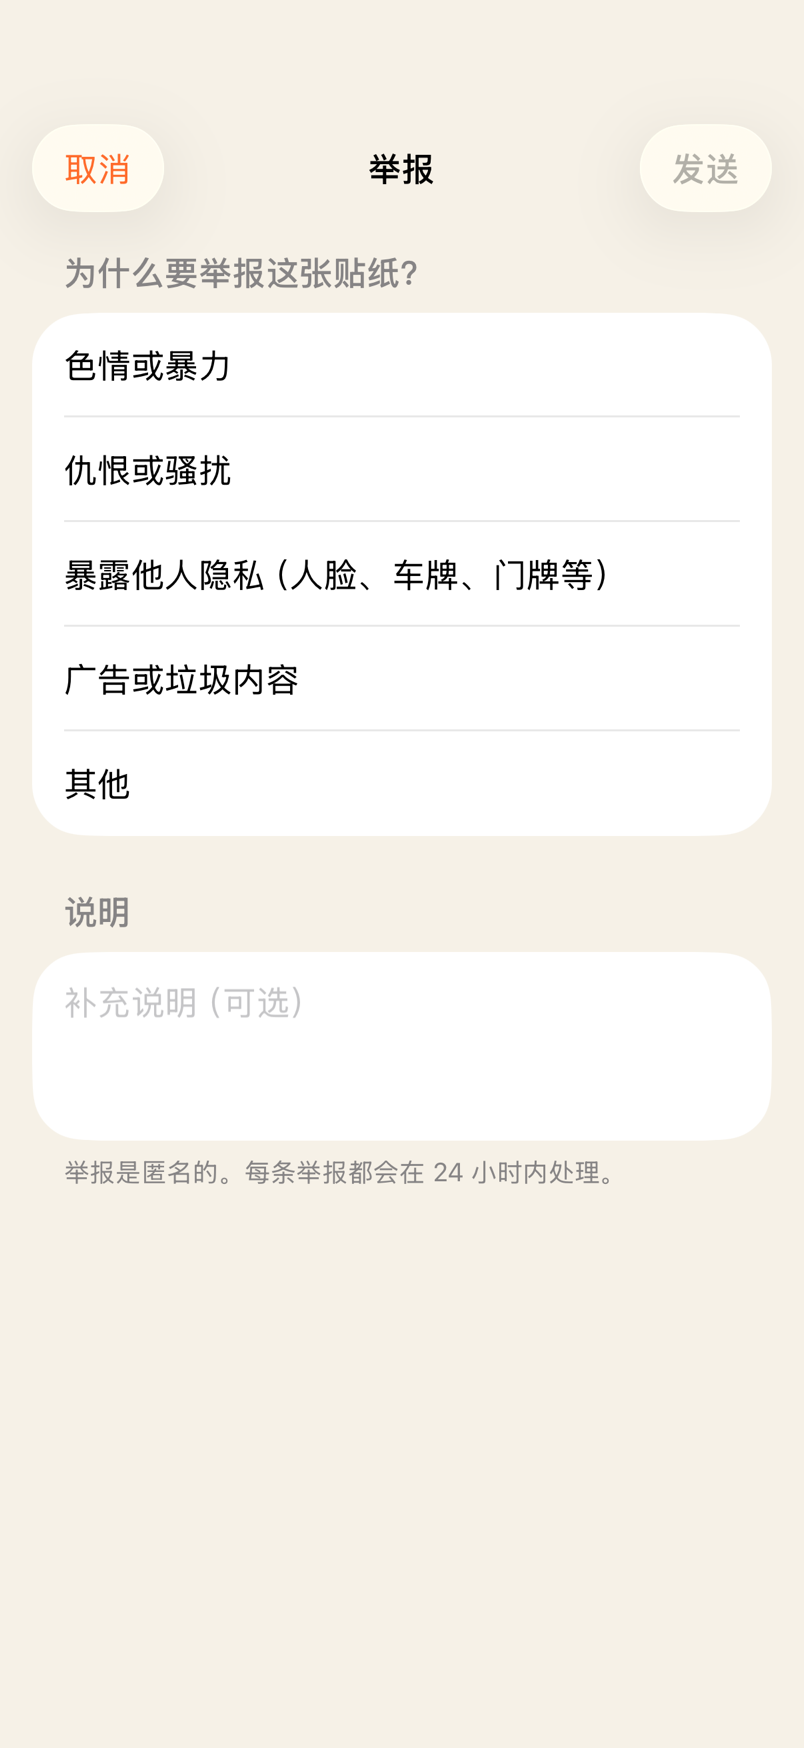 取消
举报
发送
为什么要举报这张贴纸?
色情或暴力
仇恨或骚扰
暴露他人隐私（人脸、车牌、门牌等）
广告或垃圾内容
其他
说明
补充说明（可选）
举报是匿名的。每条举报都会在 24 小时内处理。